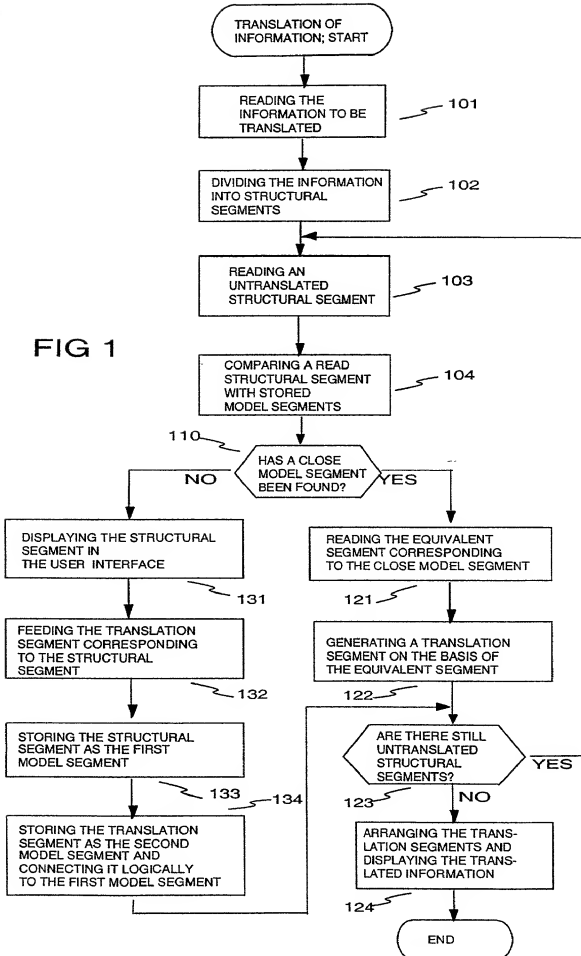 TRANSLATION OF
INFORMATION; START
READING THE
INFORMATION TO BE
TRANSLATED
101
DIVIDING THE INFORMATION
INTO STRUCTURAL
SEGMENTS
102
READING AN
UNTRANSLATED
STRUCTURAL SEGMENT
103
FIG 1
COMPARING A READ
STRUCTURAL SEGMENT
WITH STORED
MODEL SEGMENTS
104
110
HAS A CLOSE
MODEL SEGMENT
BEEN FOUND?
NO
YES
DISPLAYING THE STRUCTURAL
SEGMENT IN
THE USER INTERFACE
131
FEEDING THE TRANSLATION
SEGMENT CORRESPONDING
TO THE STRUCTURAL
SEGMENT
132
STORING THE STRUCTURAL
SEGMENT AS THE FIRST
MODEL SEGMENT
133
134
STORING THE TRANSLATION
SEGMENT AS THE SECOND
MODEL SEGMENT AND
CONNECTING IT LOGICALLY
TO THE FIRST MODEL SEGMENT
READING THE EQUIVALENT
SEGMENT CORRESPONDING
TO THE CLOSE MODEL SEGMENT
121
GENERATING A TRANSLATION
SEGMENT ON THE BASIS OF
THE EQUIVALENT SEGMENT
122
ARE THERE STILL
UNTRANSLATED
STRUCTURAL
SEGMENTS?
YES
123
NO
ARRANGING THE TRANS-
LATION SEGMENTS AND
DISPLAYING THE TRANS-
LATED INFORMATION
124
END